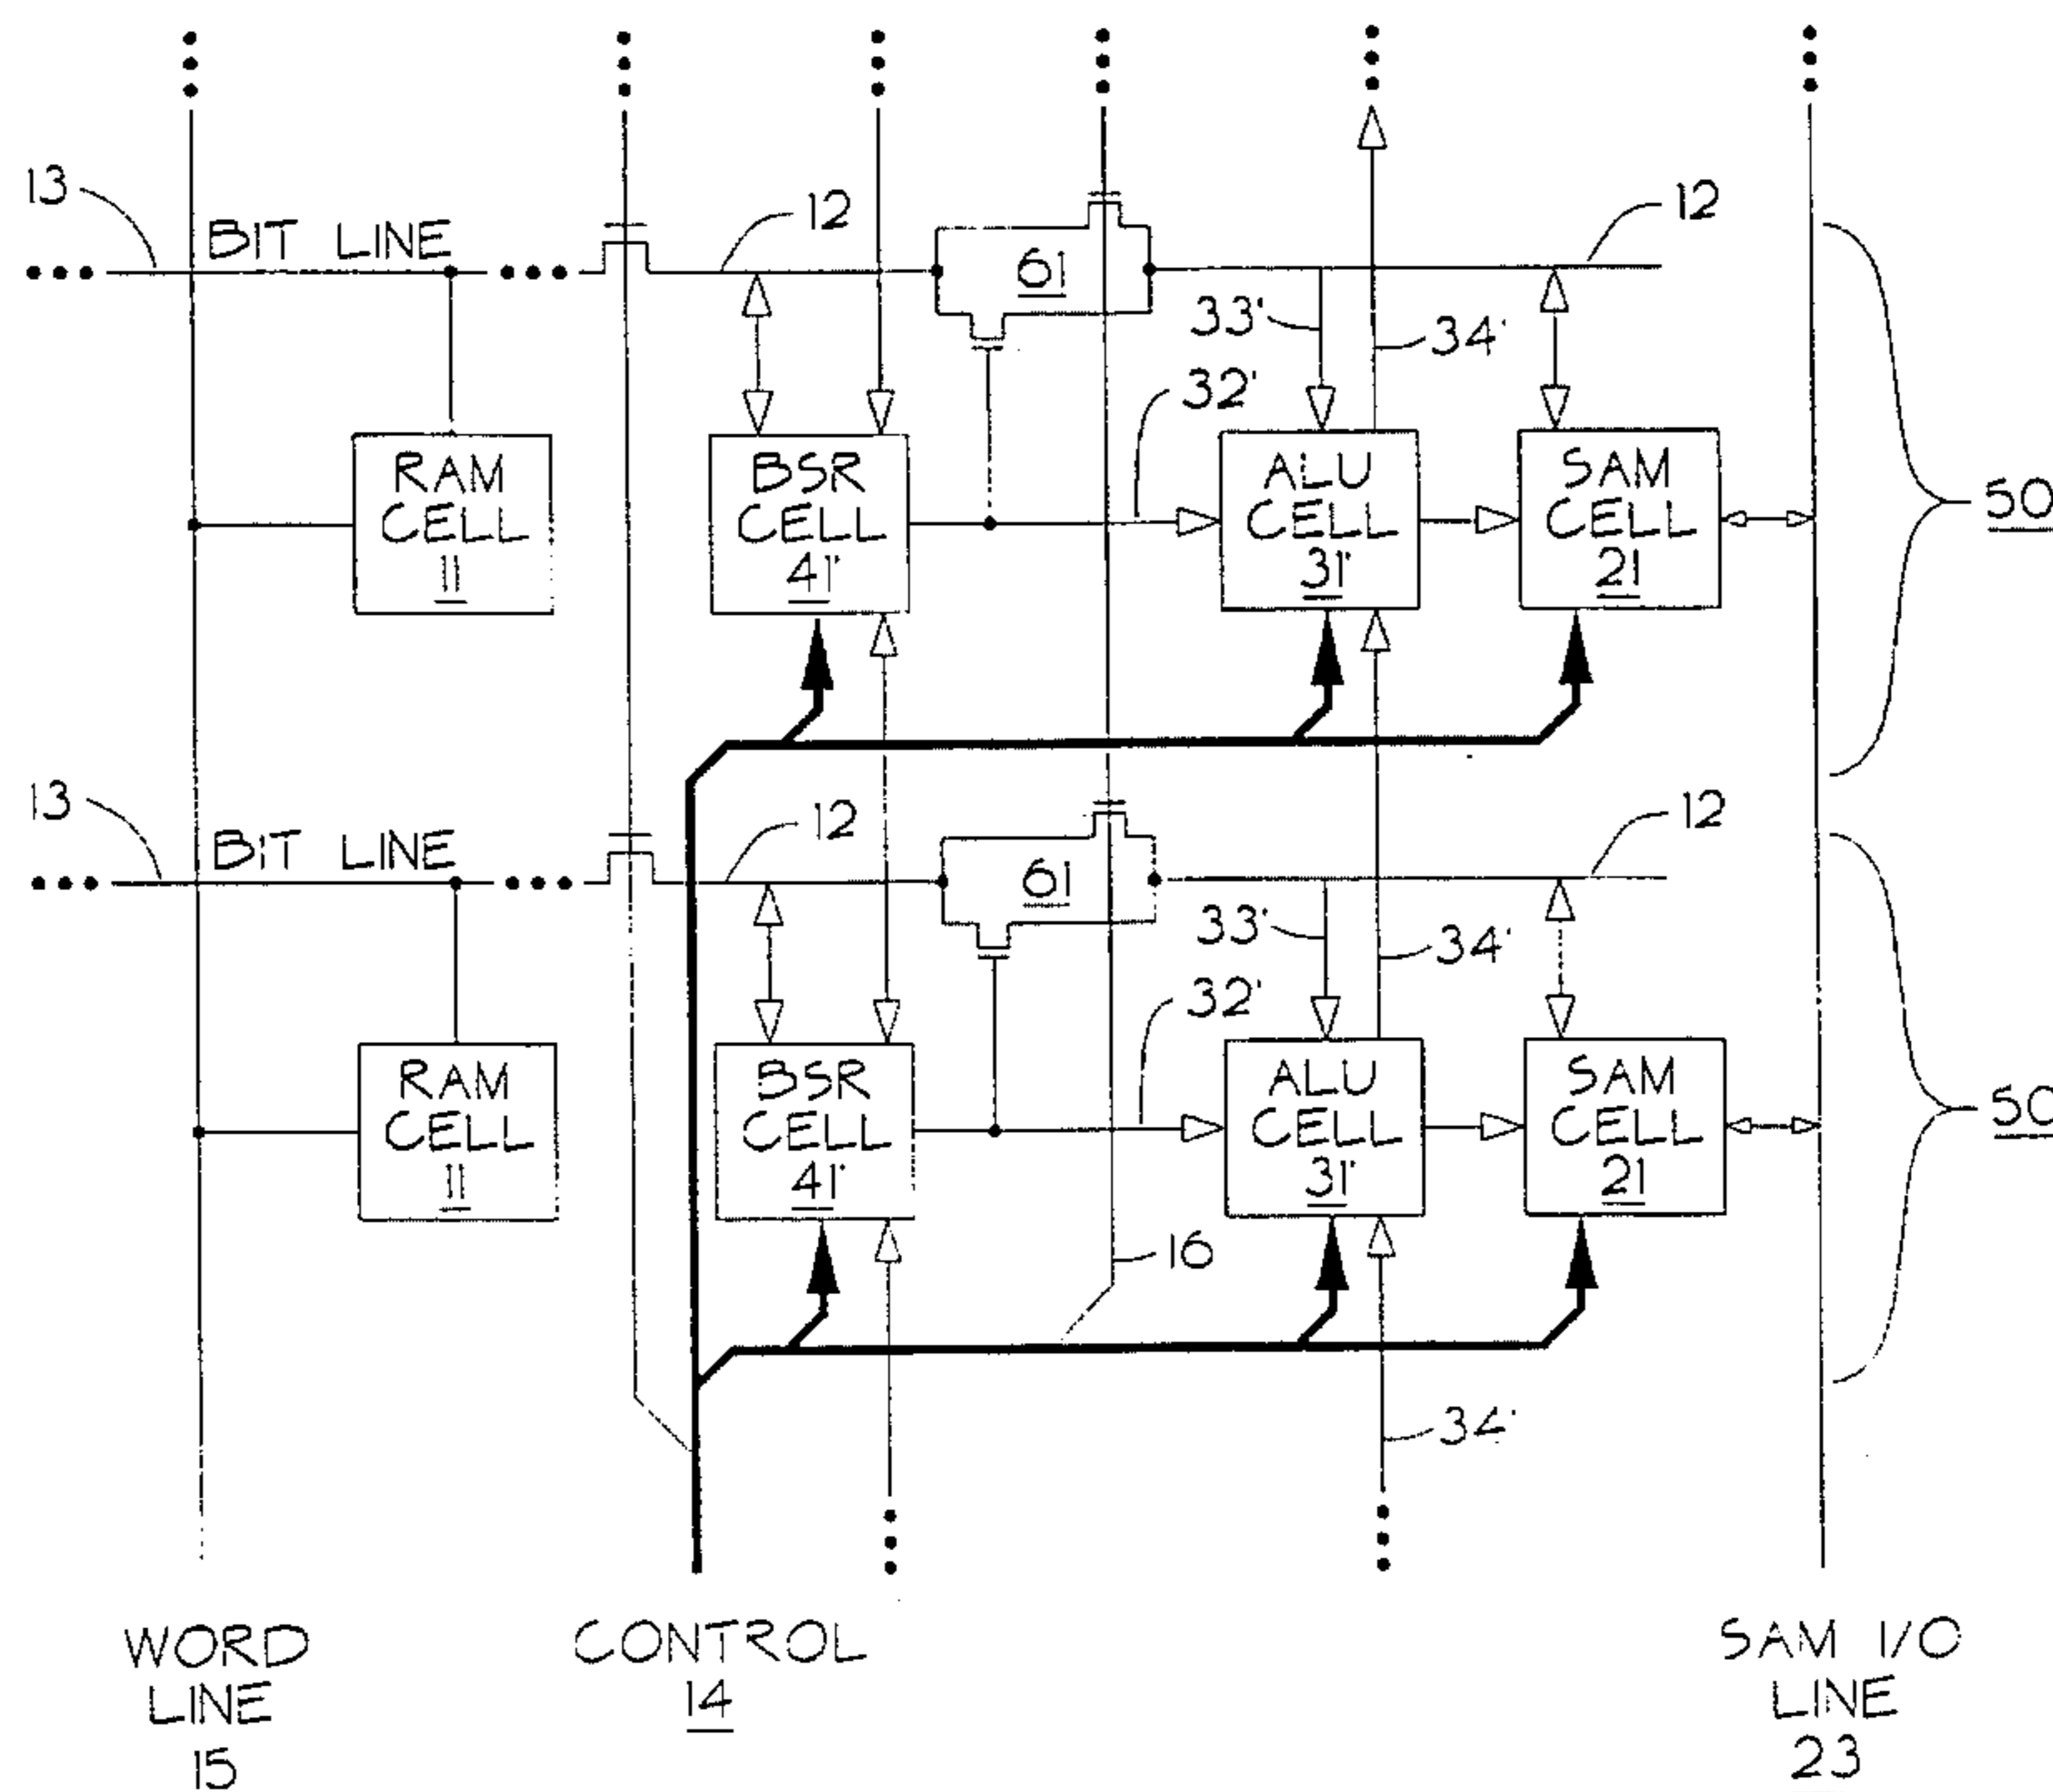 13
BIT LINE
12
61
12
33'
34'
32'
RAM
CELL
11
BSR
CELL
41'
ALU
CELL
31'
SAM
CELL
21
50
13
BIT LINE
12
61
12
33'
34'
32'
RAM
CELL
11
BSR
CELL
41'
ALU
CELL
31'
SAM
CELL
21
50
16
34'
WORD
LINE
15
CONTROL
14
SAM I/O
LINE
23